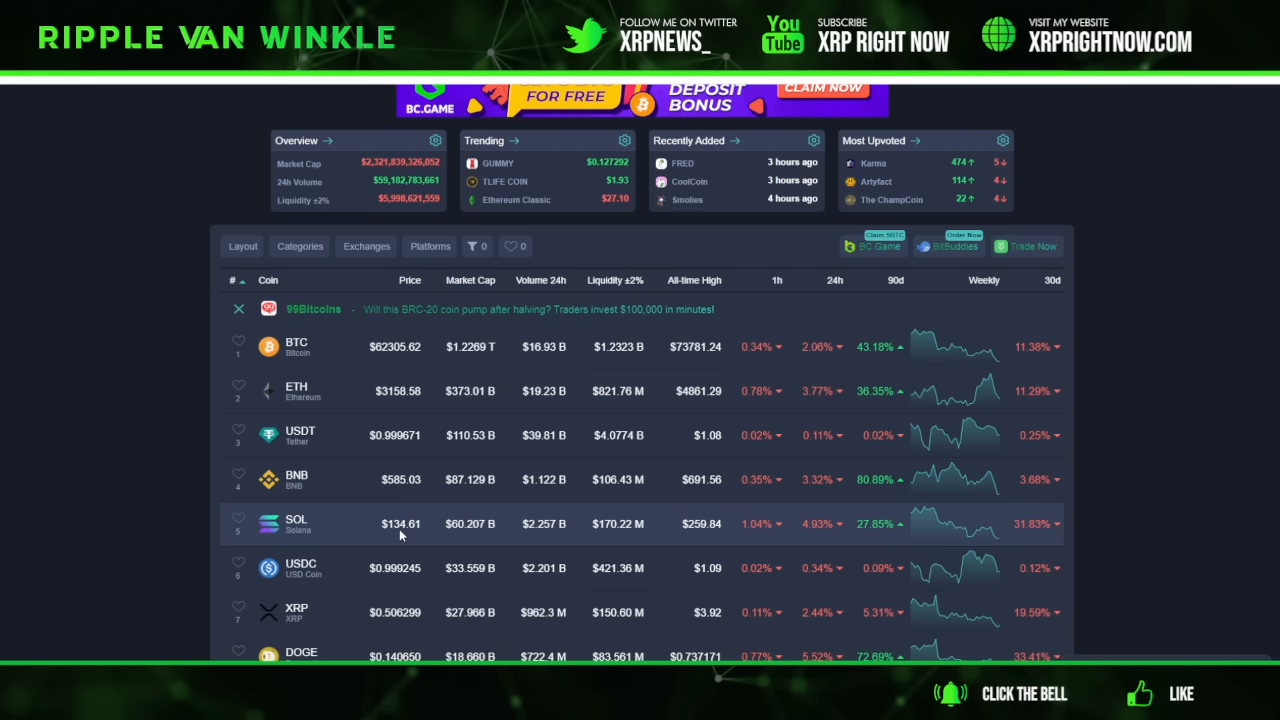 RIPPLE VAN WINKLE
FOLLOW ME ON TWITTER
XRPNEWS_
You Tube
SUBSCRIBE
XRP RIGHT NOW
VISIT MY WEBSITE
XRPRIGHTNOW.COM
BC.GAME
FOR FREE
DEPOSIT
BONUS
CLAIM NOW
Overview
Market Cap $2,321,839,326,052
24h Volume $59,182,783,661
Liquidity ±2% $5,998,621,559
Trending
GUMMY $0.127292
TLIFE COIN $1.93
Ethereum Classic $27.10
Recently Added
FRED 3 hours ago
CoolCoin 3 hours ago
Smolies 4 hours ago
Most Upvoted
Karma 474 5
Artyfact 114 4
The ChampCoin 22 4
Layout Categories Exchanges Platforms 0 0
Claim 5BTC
BC.Game
Order Now
BitBuddies
Trade Now
# Coin Price Market Cap Volume 24h Liquidity ±2% All-time High 1h 24h 90d Weekly 30d
99Bitcoins - Will this BRC-20 coin pump after halving? Traders invest $100,000 in minutes!
1 BTC Bitcoin $62305.62 $1.2269 T $16.93 B $1.2323 B $73781.24 0.34% 2.06% 43.18% 11.38%
2 ETH Ethereum $3158.58 $373.01 B $19.23 B $821.76 M $4861.29 0.78% 3.77% 36.35% 11.29%
3 USDT Tether $0.999671 $110.53 B $39.81 B $4.0774 B $1.08 0.02% 0.11% 0.02% 0.25%
4 BNB BNB $585.03 $87.129 B $1.122 B $106.43 M $691.56 0.35% 3.32% 80.89% 3.68%
5 SOL Solana $134.61 $60.207 B $2.257 B $170.22 M $259.84 1.04% 4.93% 27.85% 31.83%
6 USDC USD Coin $0.999245 $33.559 B $2.201 B $421.36 M $1.09 0.02% 0.34% 0.09% 0.12%
7 XRP XRP $0.506299 $27.966 B $962.3 M $150.60 M $3.92 0.11% 2.44% 5.31% 19.59%
DOGE $0.140650 $18.660 B $722.4 M $83.561 M $0.737171 0.77% 5.52% 72.69% 33.41%
CLICK THE BELL
LIKE